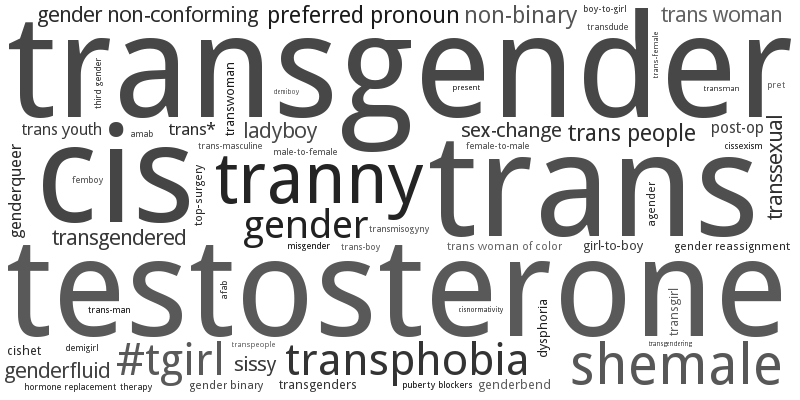 gender non-conforming
preferred pronoun
non-binary
boy-to-girl
trans woman
transdude
transgender
third gender
transwoman
demiboy
present
trans-female
transman
pret
trans youth
amab
trans*
ladyboy
sex-change
trans people
post-op
trans-masculine
male-to-female
female-to-male
cissexism
transsexual
genderqueer
cis
femboy
top-surgery
tranny
trans
agender
gender
transmisogyny
transgendered
misgender
trans-boy
trans woman of color
girl-to-boy
gender reassignment
testosterone
afab
trans-man
cisnormativity
transgirl
dysphoria
cishet
demigirl
#tgirl
transpeople
transgendering
sissy
transphobia
shemale
genderfluid
hormone replacement therapy
gender binary
transgenders
puberty blockers
genderbend